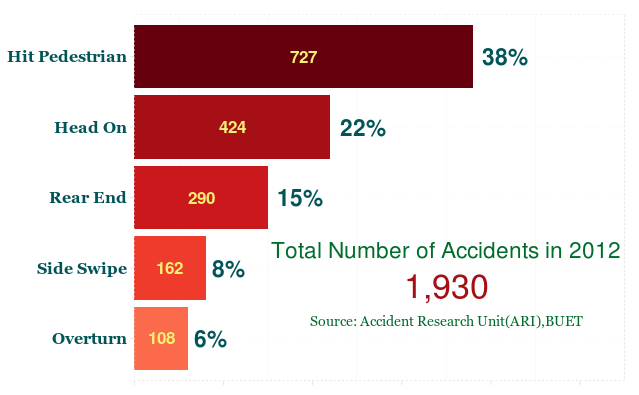 Hit Pedestrian 727 38%
Head On 424 22%
Rear End 290 15%
Side Swipe 162 8%
Overturn 108 6%
Total Number of Accidents in 2012
1,930
Source: Accident Research Unit(ARI),BUET